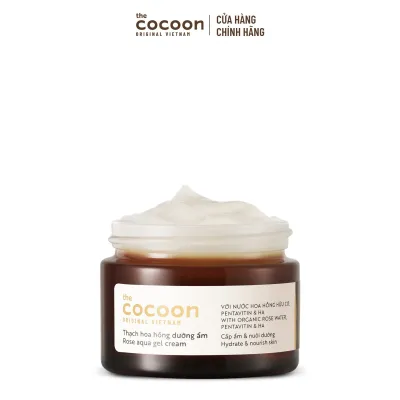 the
cocoon
ORIGINAL VIETNAM
CỬA HÀNG
CHÍNH HÃNG
the
cocoon
ORIGINAL VIETNAM
Thạch hoa hồng dưỡng ẩm
Rose aqua gel cream
VỚI NƯỚC HOA HỒNG HỮU CƠ,
PENTAVITIN & HA
WITH ORGANIC ROSE WATER,
PENTAVITIN & HA
Cấp ẩm & nuôi dưỡng
Hydrate & nourish skin